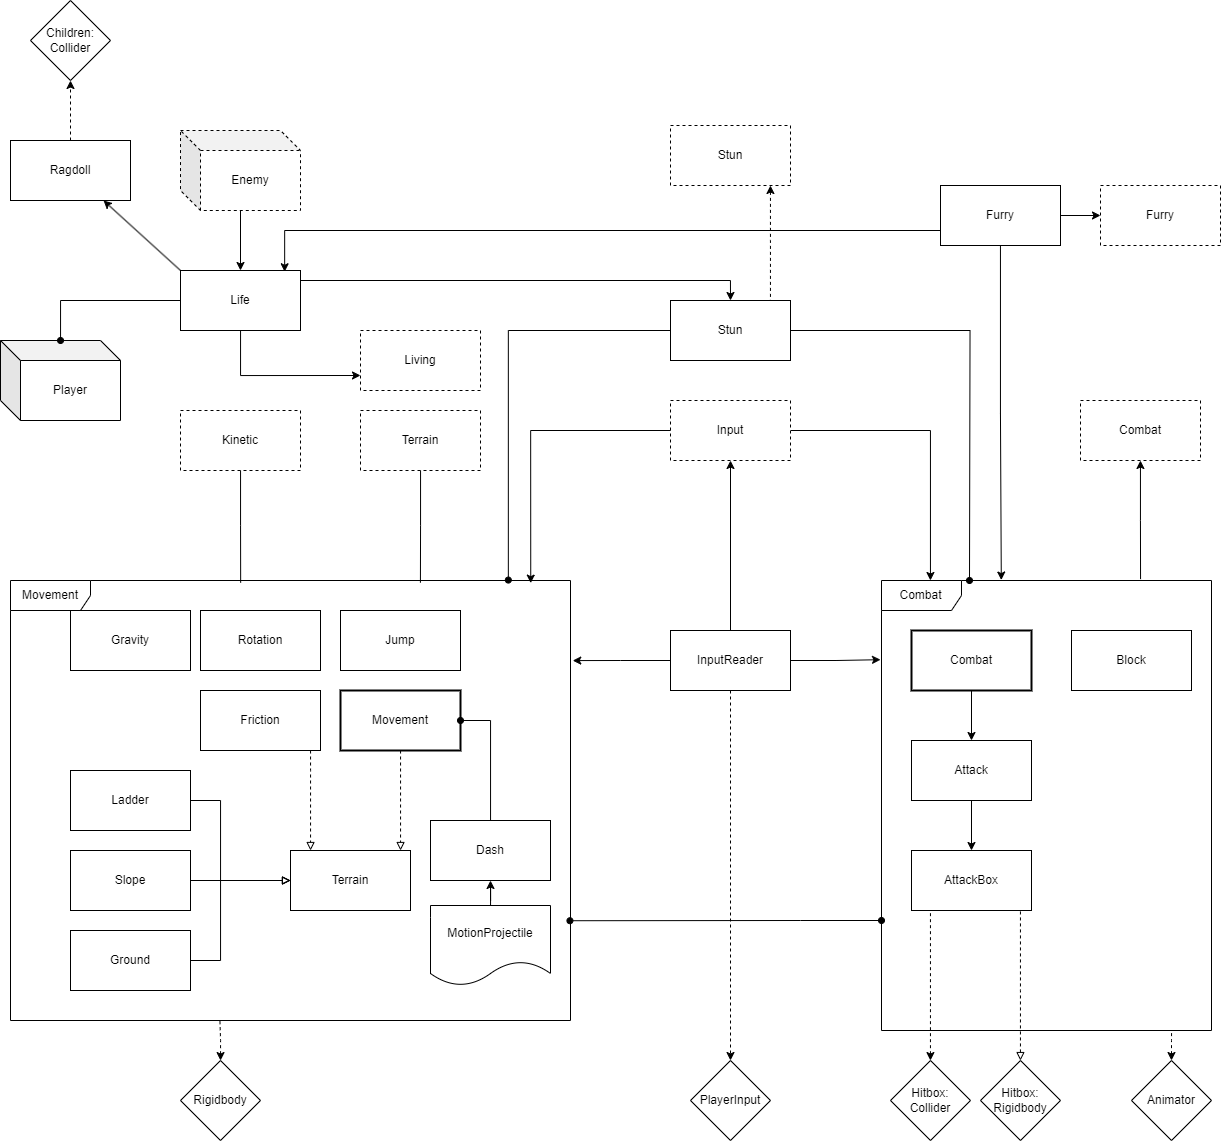 Children:
Collider
Ragdoll
Enemy
Stun
Furry
Furry
Life
Stun
Living
Player
Kinetic
Terrain
Input
Combat
Movement
Combat
Gravity
Rotation
Jump
InputReader
Combat
Block
Friction
Movement
Ladder
Attack
Dash
Slope
Terrain
AttackBox
MotionProjectile
Ground
Rigidbody
PlayerInput
Hitbox:
Collider
Hitbox:
Rigidbody
Animator